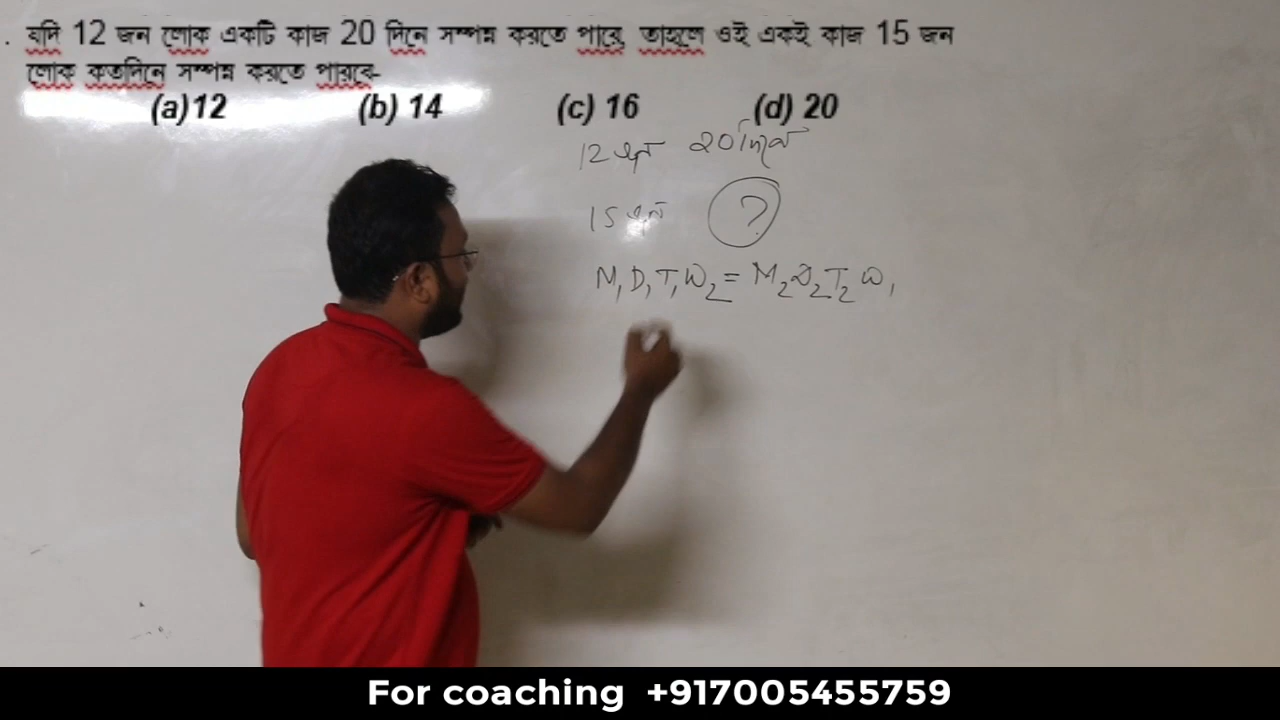 . যদি 12 জন লোক একটি কাজ 20 দিনে সম্পন্ন করতে পারে, তাহলে ওই একই কাজ 15 জন
লোক কতদিনে সম্পন্ন করতে পারবে-
(a)12 (b) 14 (c) 16 (d) 20
12 জন 20 দিনে
15 জন ?
M₁D₁T₁W₂ = M₂D₂T₂W₁
For coaching +917005455759